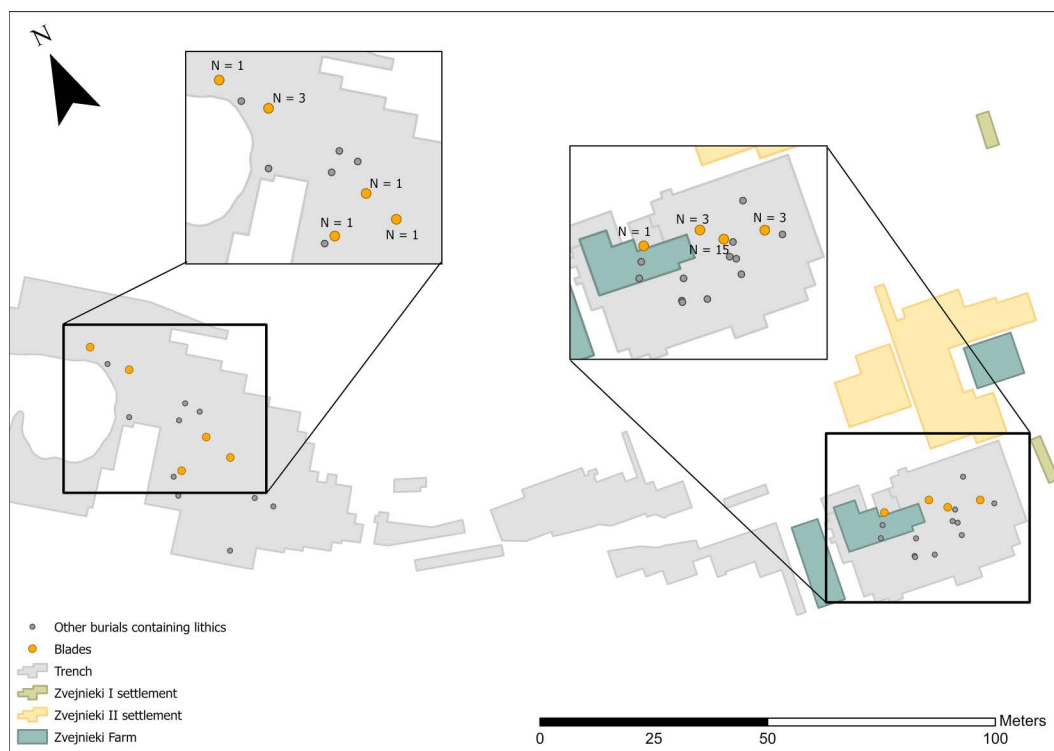 N
N = 1
N = 3
N = 1
N = 1
N = 1
N = 3
N = 3
N = 1
N = 15
Other burials containing lithics
Blades
Trench
Zvejnieki I settlement
Zvejnieki II settlement
Zvejnieki Farm
Meters
0 25 50 100